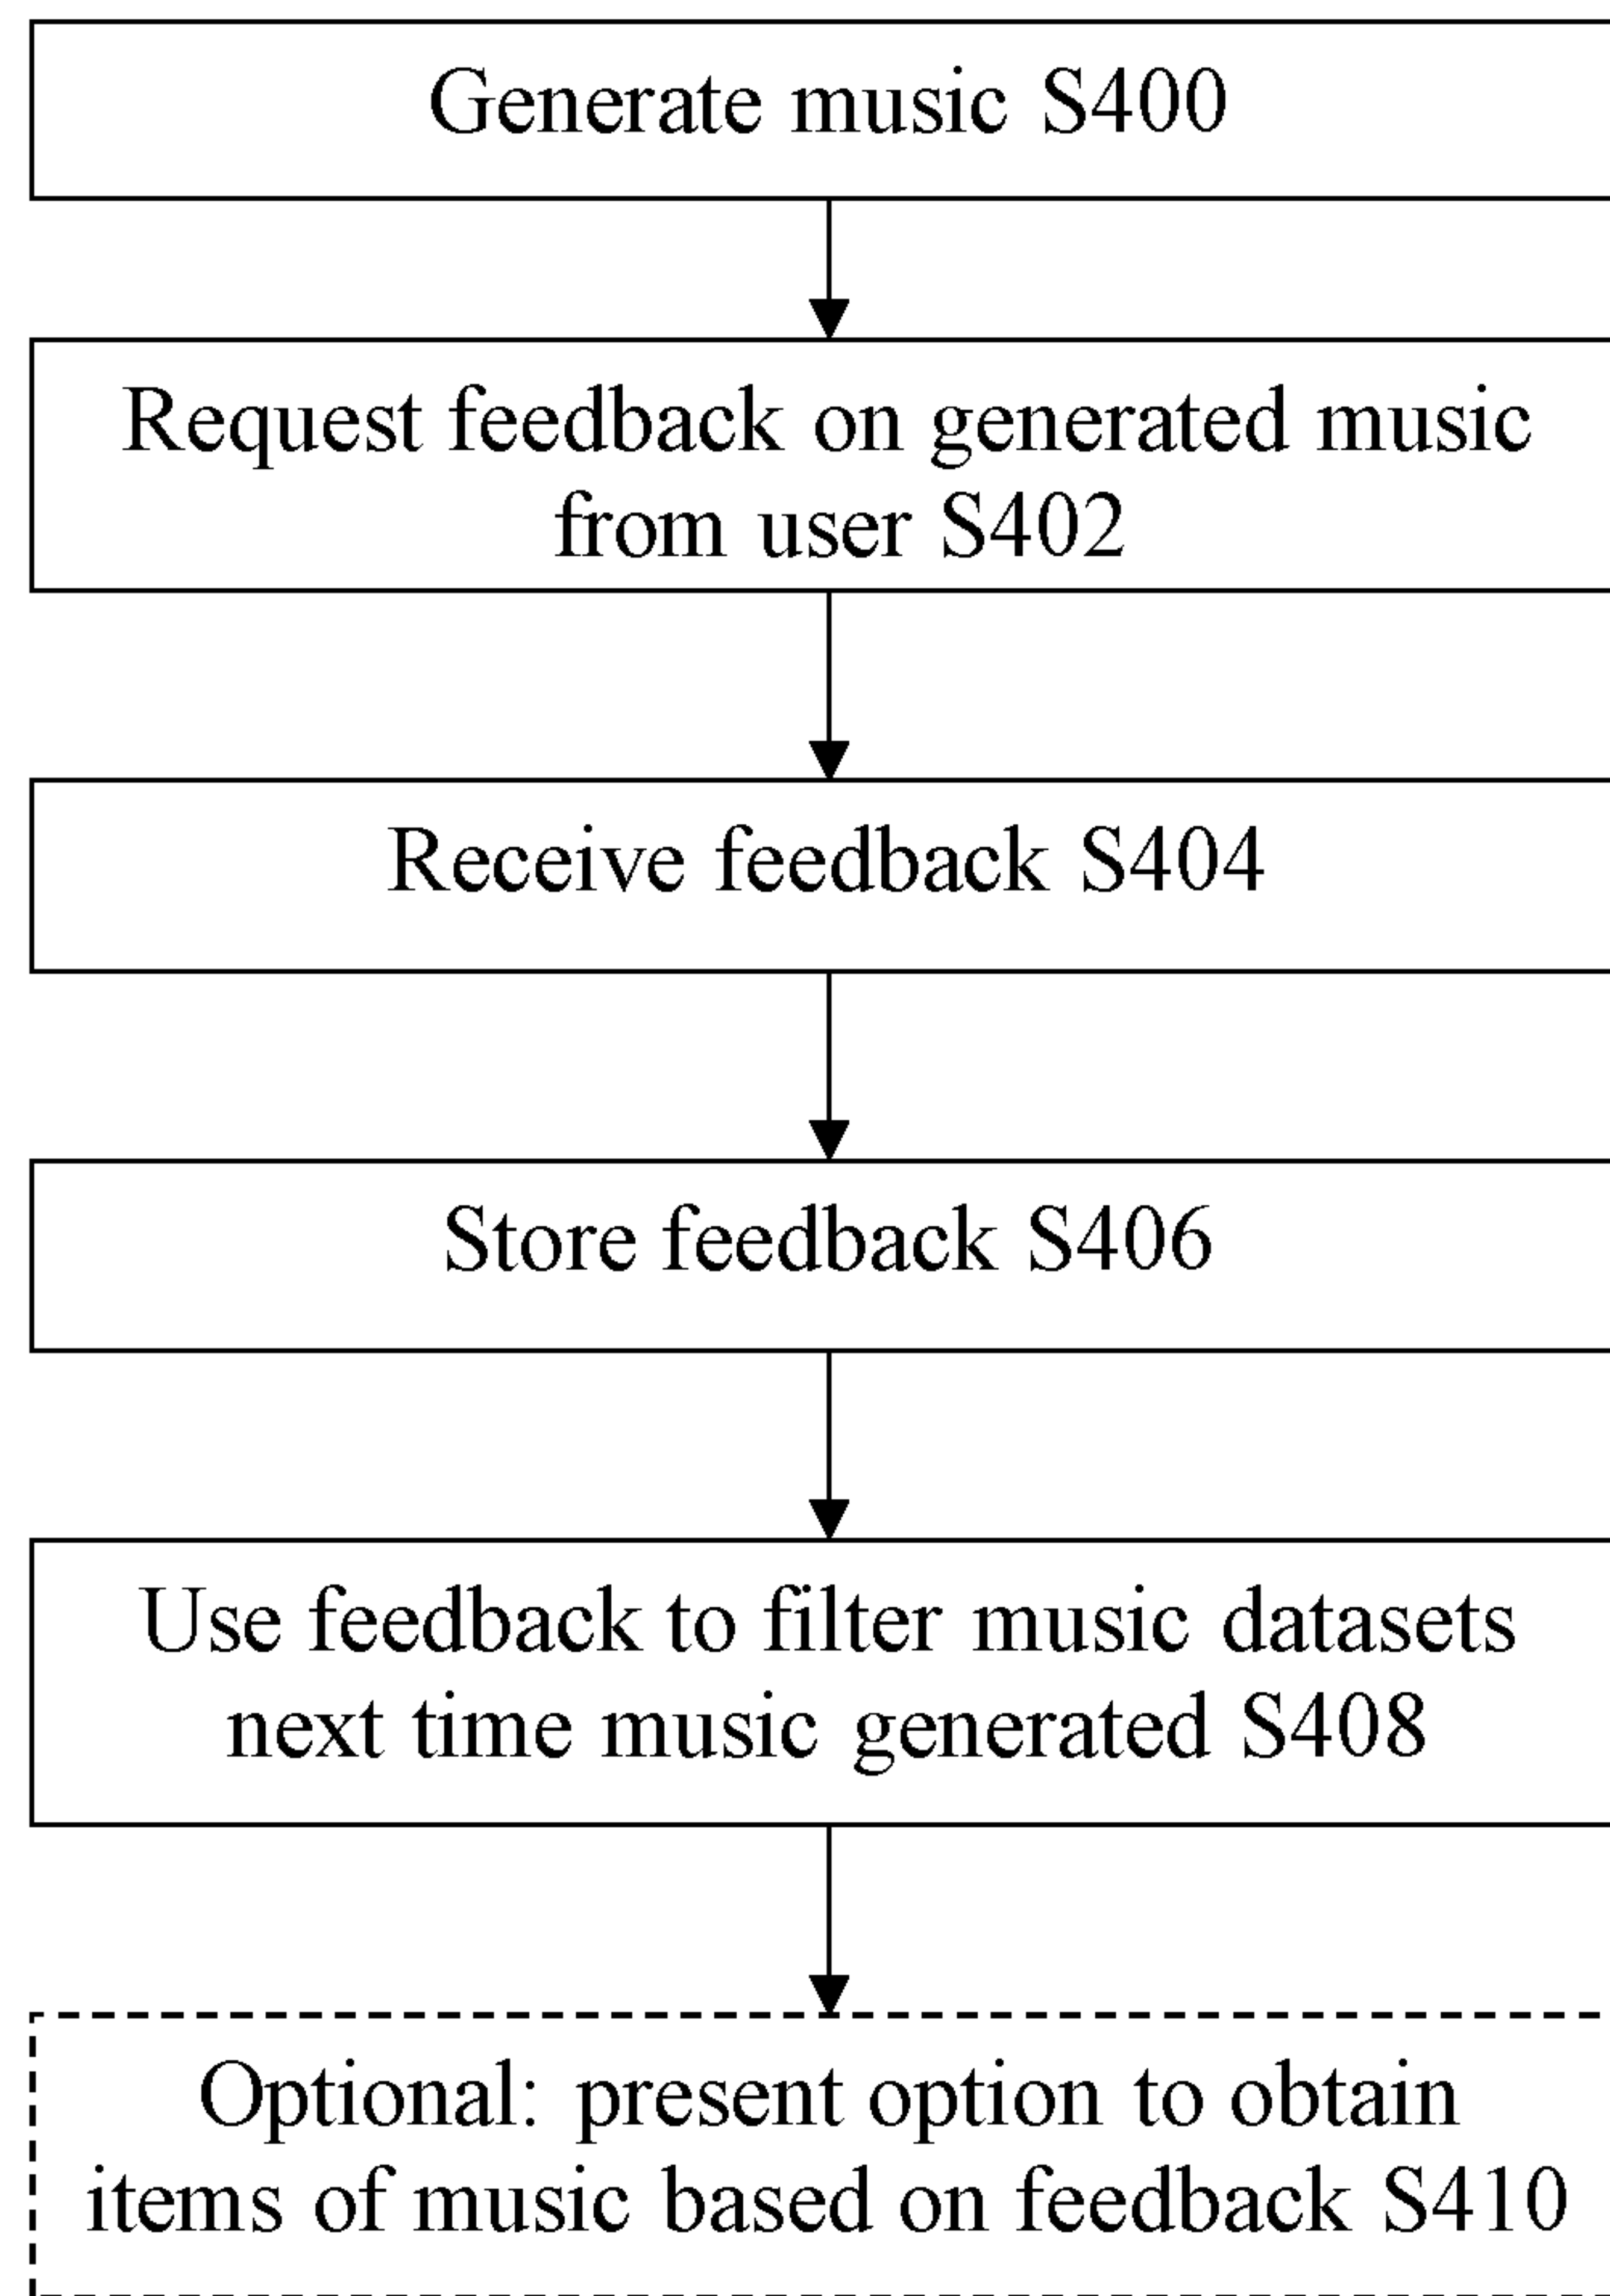 Generate music S400
Request feedback on generated music
from user S402
Receive feedback S404
Store feedback S406
Use feedback to filter music datasets
next time music generated S408
Optional: present option to obtain
items of music based on feedback S410